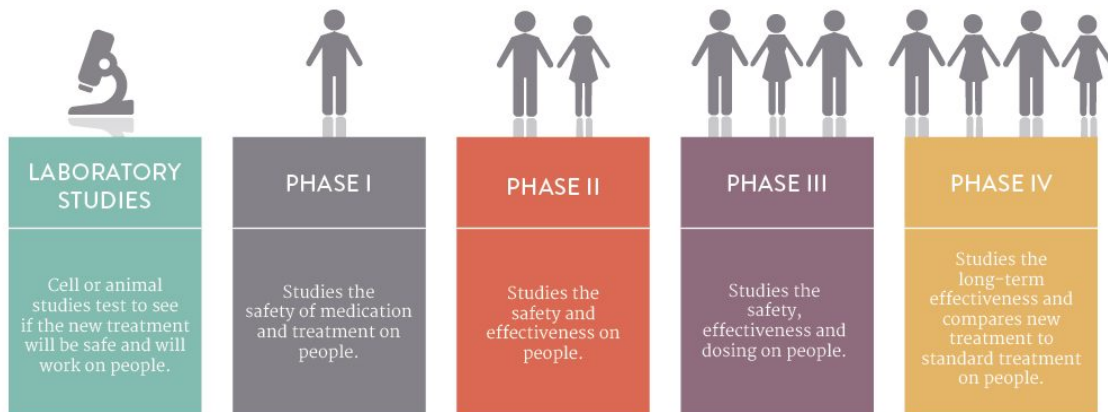 LABORATORY
STUDIES
Cell or animal
studies test to see
if the new treatment
will be safe and will
work on people.
PHASE I
Studies the
safety of medication
and treatment on
people.
PHASE II
Studies the
safety and
effectiveness on
people.
PHASE III
Studies the
safety,
effectiveness and
dosing on people.
PHASE IV
Studies the
long-term
effectiveness and
compares new
treatment to
standard treatment
on people.